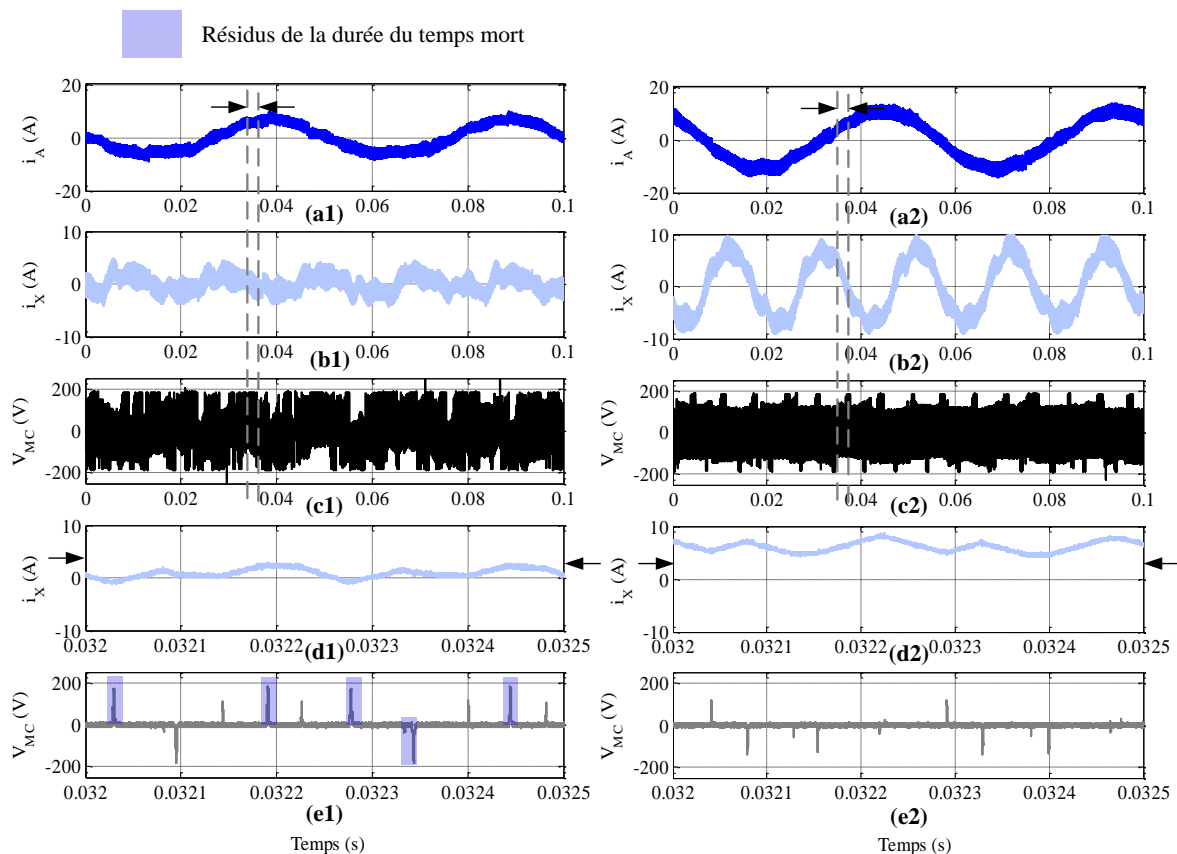 Résidus de la durée du temps mort
20
0
-20
i_A (A)
0 0.02 0.04 0.06 0.08 0.1
(a1)
10
0
-10
i_X (A)
0 0.02 0.04 0.06 0.08 0.1
(b1)
200
0
-200
V_MC (V)
0 0.02 0.04 0.06 0.08 0.1
(c1)
10
0
-10
i_X (A)
0.032 0.0321 0.0322 0.0323 0.0324 0.0325
(d1)
200
0
-200
V_MC (V)
0.032 0.0321 0.0322 0.0323 0.0324 0.0325
(e1)
Temps (s)
20
0
-20
i_A (A)
0 0.02 0.04 0.06 0.08 0.1
(a2)
10
0
-10
i_X (A)
0 0.02 0.04 0.06 0.08 0.1
(b2)
200
0
-200
V_MC (V)
0 0.02 0.04 0.06 0.08 0.1
(c2)
10
0
-10
i_X (A)
0.032 0.0321 0.0322 0.0323 0.0324 0.0325
(d2)
200
0
-200
V_MC (V)
0.032 0.0321 0.0322 0.0323 0.0324 0.0325
(e2)
Temps (s)